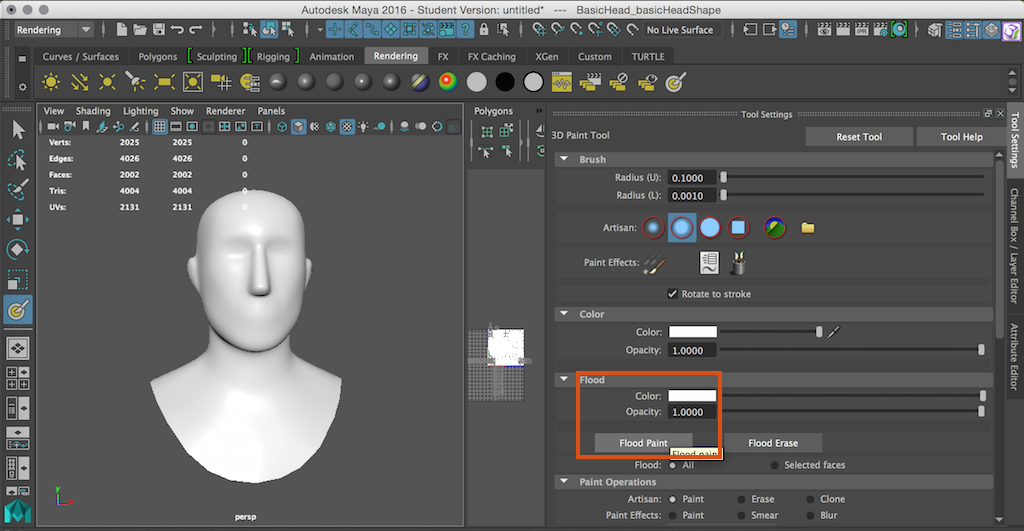 Autodesk Maya 2016 - Student Version: untitled* --- BasicHead_basicHeadShape
Rendering
No Live Surface
Curves / Surfaces Polygons Sculpting Rigging Animation Rendering FX FX Caching XGen Custom TURTLE
View Shading Lighting Show Renderer Panels
Verts: 2025 2025 0
Edges: 4026 4026 0
Faces: 2002 2002 0
Tris: 4004 4004 0
UVs: 2131 2131 0
persp
Polygons
Tool Settings
3D Paint Tool Reset Tool Tool Help
Brush
Radius (U): 0.1000
Radius (L): 0.0010
Artisan:
Paint Effects:
Rotate to stroke
Color
Color:
Opacity: 1.0000
Flood
Color:
Opacity: 1.0000
Flood Paint Flood Erase
Flood paint
Flood: All Selected faces
Paint Operations
Artisan: Paint Erase Clone
Paint Effects: Paint Smear Blur
Tool Settings
Channel Box / Layer Editor
Attribute Editor